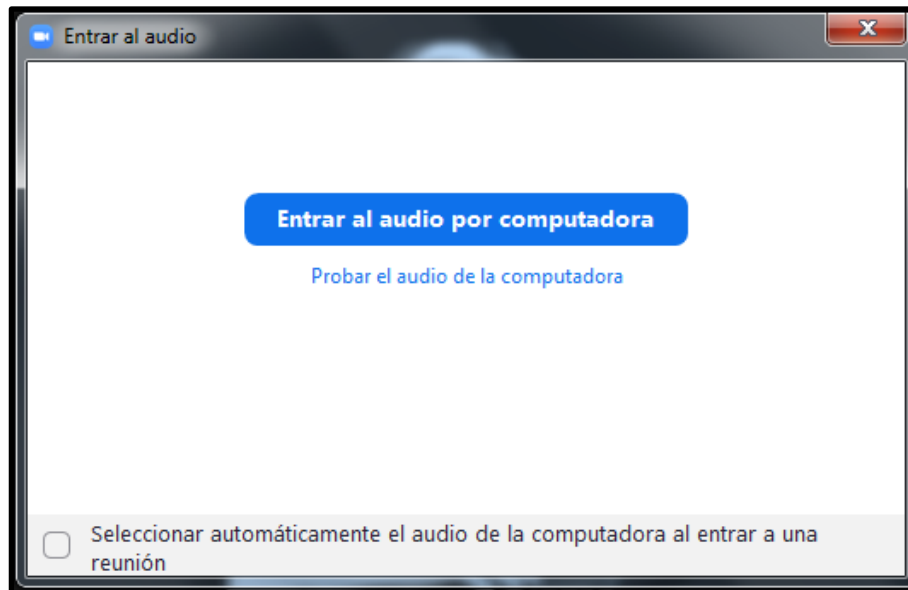 Entrar al audio
Entrar al audio por computadora
Probar el audio de la computadora
Seleccionar automáticamente el audio de la computadora al entrar a una
reunión